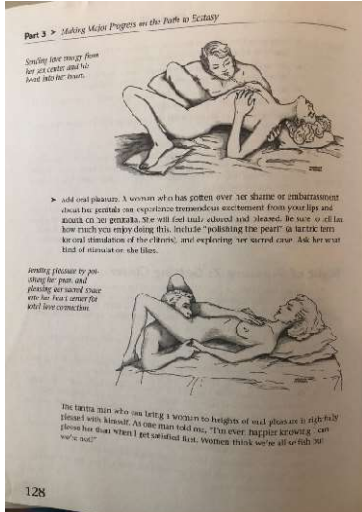 Part 3 ➤ Making Major Progress on the Path to Ecstasy
Sending love energy from
her sex center and his
heart into her heart.
➤ Add oral pleasure. A woman who has gotten over her shame or embarrassment
about her genitals can experience tremendous excitement from your lips and
mouth on her genitalia. She will feel truly adored and pleased. Be sure to tell her
how much you enjoy doing this. Include "polishing the pearl" (a tantric term
for oral stimulation of the clitoris), and exploring her sacred cave. Ask her what
kind of stimulation she likes.
Sending pleasure by pol-
ishing her pearl and
pleasing her sacred space
into her heart center for
total love connection.
The tantra man who can bring a woman to heights of oral pleasure is rightfully
pleased with himself. As one man told me, "I'm even happier knowing I can
please her than when I get satisfied first. Women think we're all selfish but
we're not!"
128